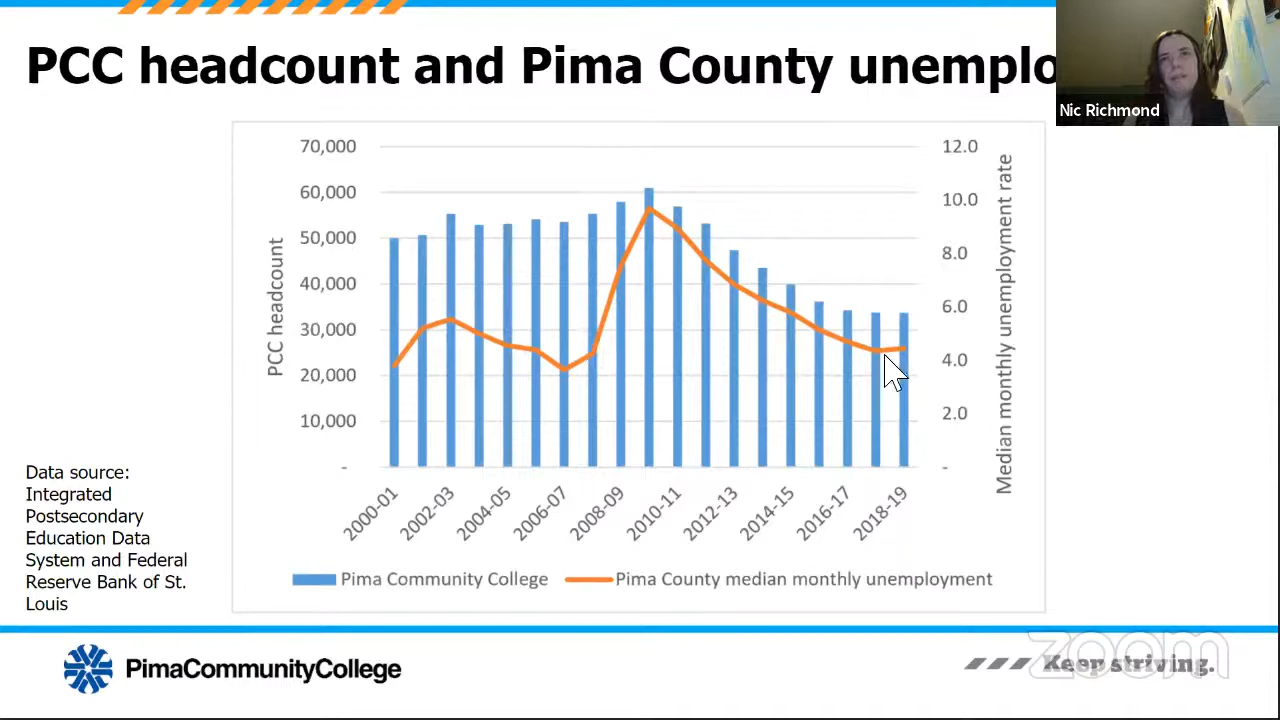 PCC headcount and Pima County unemplo
Nic Richmond
70,000
60,000
50,000
40,000
30,000
20,000
10,000
-
PCC headcount
12.0
10.0
8.0
6.0
4.0
2.0
-
Median monthly unemployment rate
2000-01
2002-03
2004-05
2006-07
2008-09
2010-11
2012-13
2014-15
2016-17
2018-19
Pima Community College
Pima County median monthly unemployment
Data source:
Integrated
Postsecondary
Education Data
System and Federal
Reserve Bank of St.
Louis
PimaCommunityCollege
Keep striving.
zoom